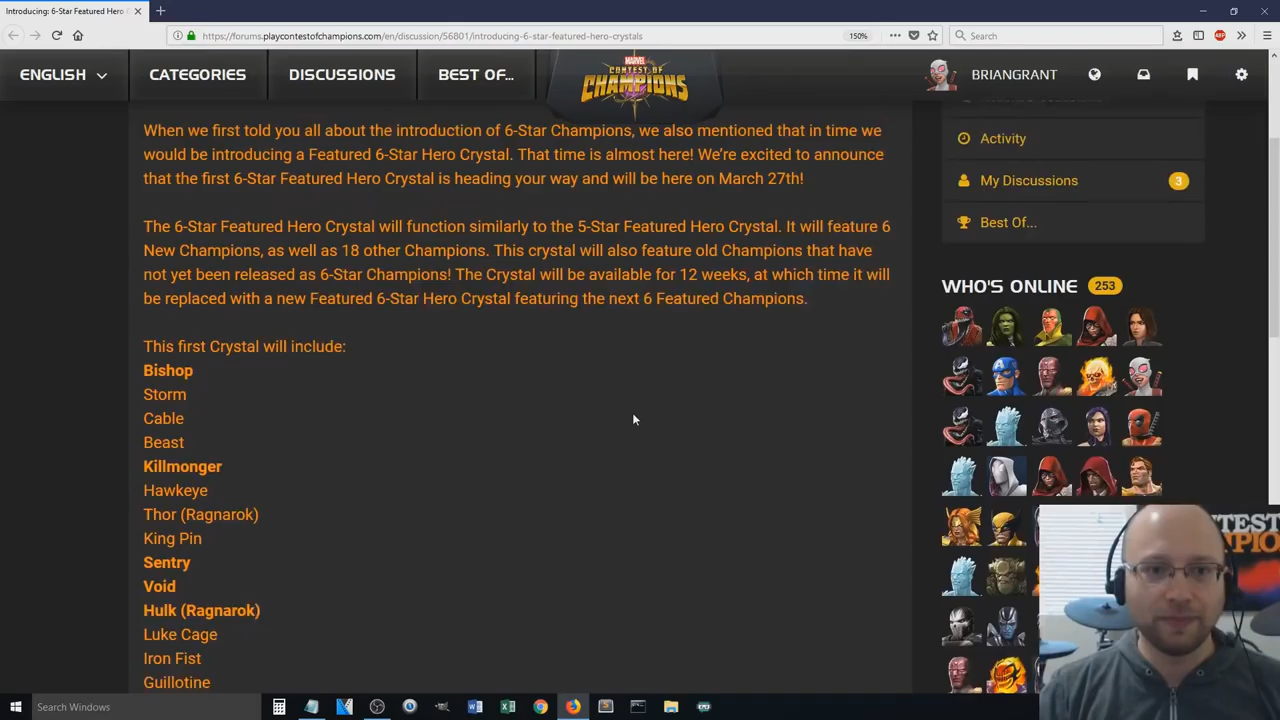 Introducing: 6-Star Featured Hero
https://forums.playcontestofchampions.com/en/discussion/56801/introducing-6-star-featured-hero-crystals
150%
Search
ENGLISH
CATEGORIES
DISCUSSIONS
BEST OF...
MARVEL
CONTEST OF
CHAMPIONS
BRIANGRANT
When we first told you all about the introduction of 6-Star Champions, we also mentioned that in time we
would be introducing a Featured 6-Star Hero Crystal. That time is almost here! We’re excited to announce
that the first 6-Star Featured Hero Crystal is heading your way and will be here on March 27th!
The 6-Star Featured Hero Crystal will function similarly to the 5-Star Featured Hero Crystal. It will feature 6
New Champions, as well as 18 other Champions. This crystal will also feature old Champions that have
not yet been released as 6-Star Champions! The Crystal will be available for 12 weeks, at which time it will
be replaced with a new Featured 6-Star Hero Crystal featuring the next 6 Featured Champions.
This first Crystal will include:
Bishop
Storm
Cable
Beast
Killmonger
Hawkeye
Thor (Ragnarok)
King Pin
Sentry
Void
Hulk (Ragnarok)
Luke Cage
Iron Fist
Guillotine
Activity
My Discussions 3
Best Of...
WHO'S ONLINE 253
ABP
Search Windows